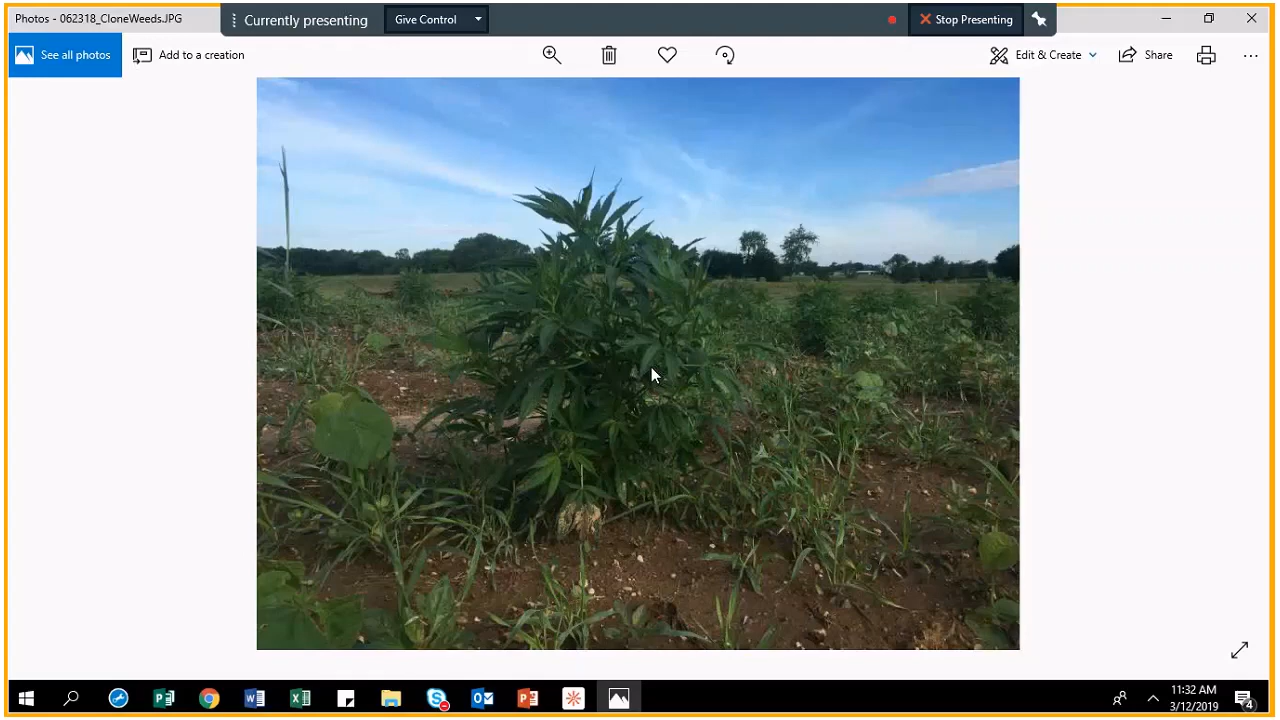 Photos - 062318_CloneWeeds.JPG
Currently presenting
Give Control
Stop Presenting
See all photos
Add to a creation
Edit & Create
Share
11:32 AM
3/12/2019
4